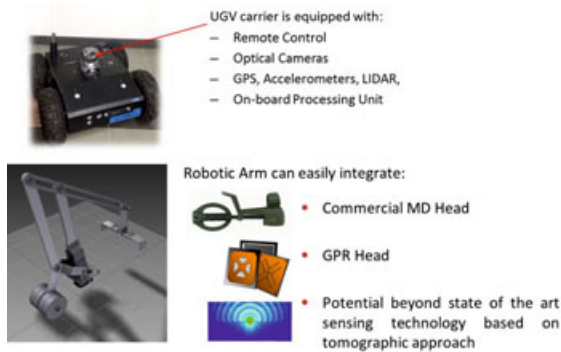 UGV carrier is equipped with:
– Remote Control
– Optical Cameras
– GPS, Accelerometers, LIDAR,
– On-board Processing Unit
Robotic Arm can easily integrate:
• Commercial MD Head
• GPR Head
• Potential beyond state of the art
sensing technology based on
tomographic approach